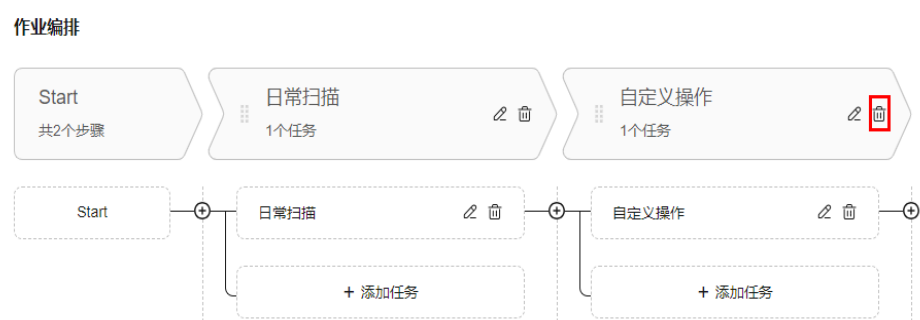 作业编排
Start
共2个步骤
日常扫描
1个任务
自定义操作
1个任务
Start
日常扫描
自定义操作
+ 添加任务
+ 添加任务